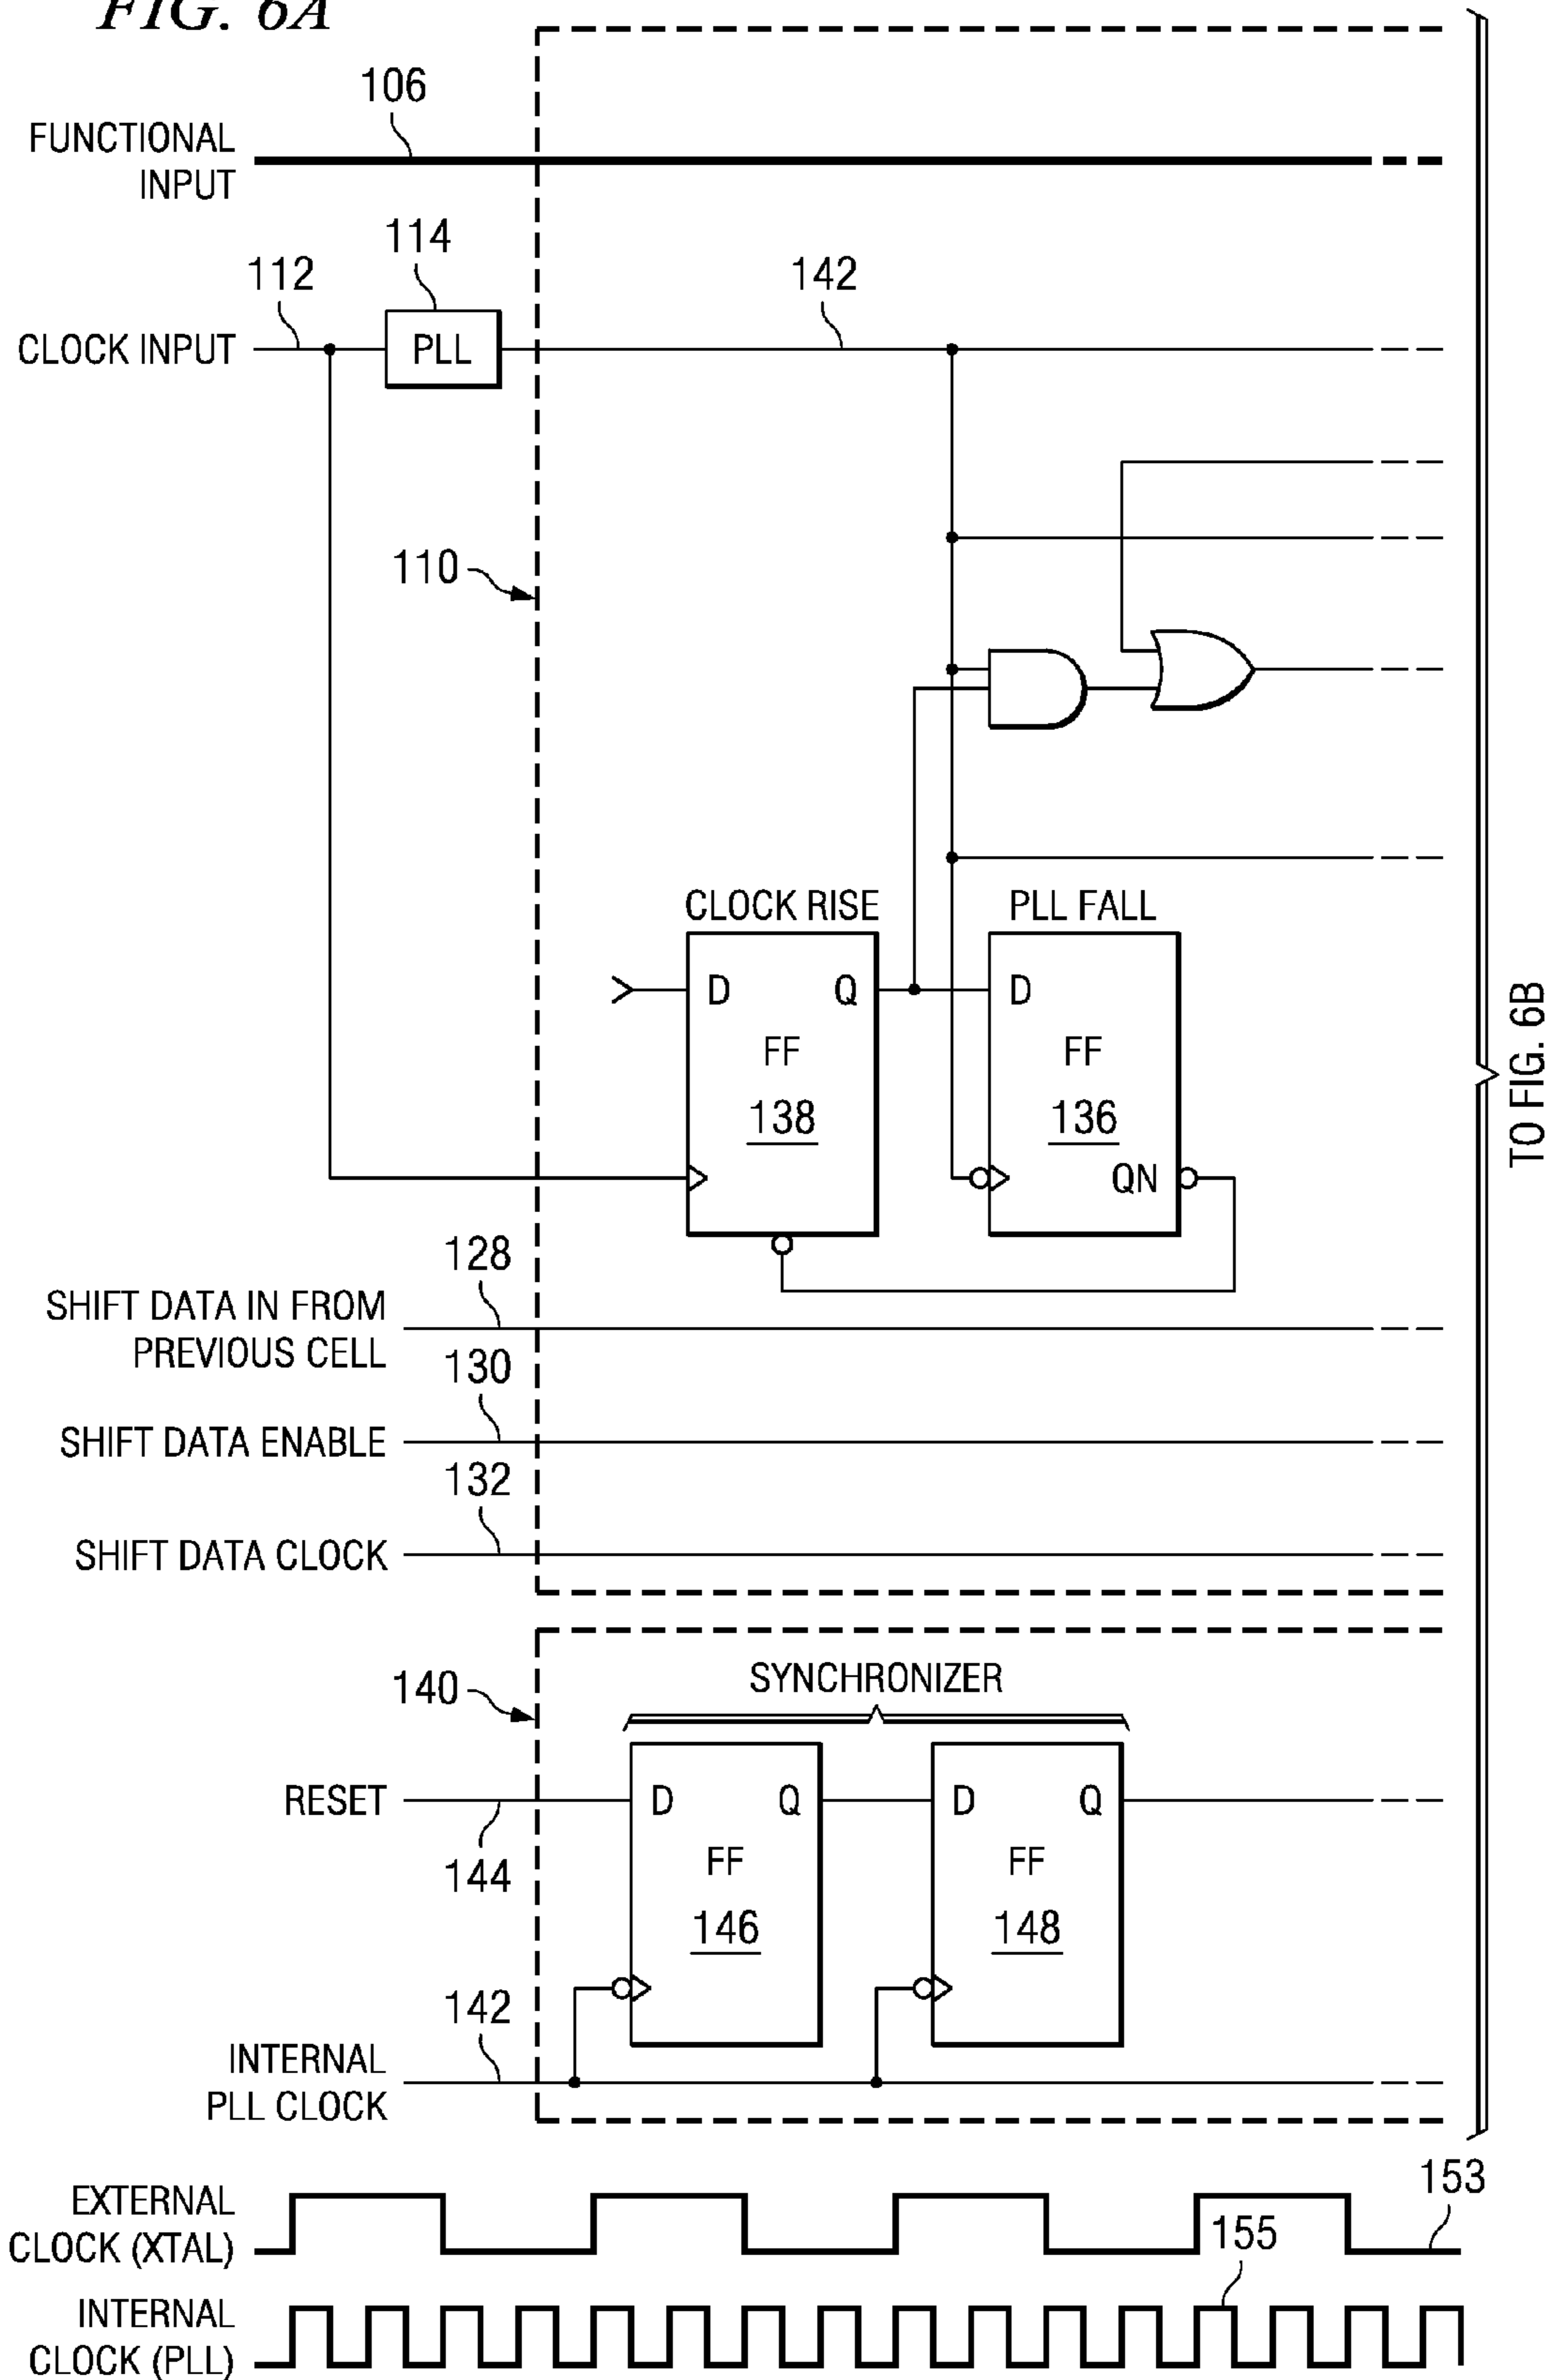 FIG. 6A
106
FUNCTIONAL
INPUT
114
112
142
CLOCK INPUT
PLL
110
CLOCK RISE
PLL FALL
D
Q
D
FF
FF
138
136
QN
TO FIG. 6B
128
SHIFT DATA IN FROM
PREVIOUS CELL
130
SHIFT DATA ENABLE
132
SHIFT DATA CLOCK
140
SYNCHRONIZER
RESET
D
Q
D
Q
144
FF
FF
146
148
142
INTERNAL
PLL CLOCK
EXTERNAL
CLOCK (XTAL)
153
155
INTERNAL
CLOCK (PLL)